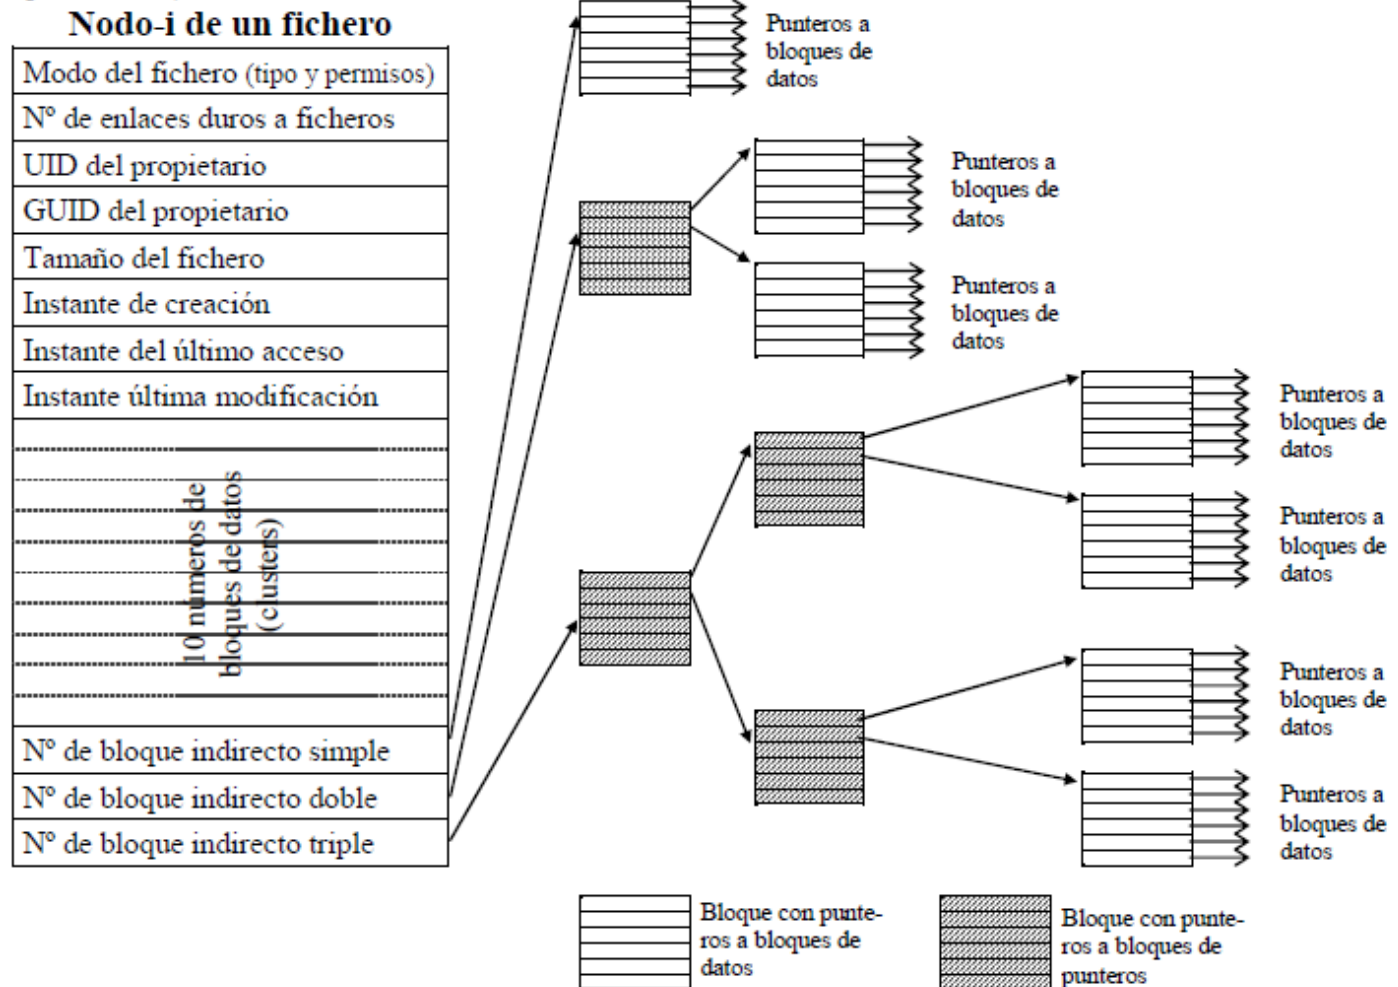 Nodo-i de un fichero
Modo del fichero (tipo y permisos)
Nº de enlaces duros a ficheros
UID del propietario
GUID del propietario
Tamaño del fichero
Instante de creación
Instante del último acceso
Instante última modificación
10 números de
bloques de datos
(clusters)
Nº de bloque indirecto simple
Nº de bloque indirecto doble
Nº de bloque indirecto triple
Punteros a
bloques de
datos
Punteros a
bloques de
datos
Punteros a
bloques de
datos
Punteros a
bloques de
datos
Punteros a
bloques de
datos
Punteros a
bloques de
datos
Punteros a
bloques de
datos
Bloque con punte-
ros a bloques de
datos
Bloque con punte-
ros a bloques de
punteros